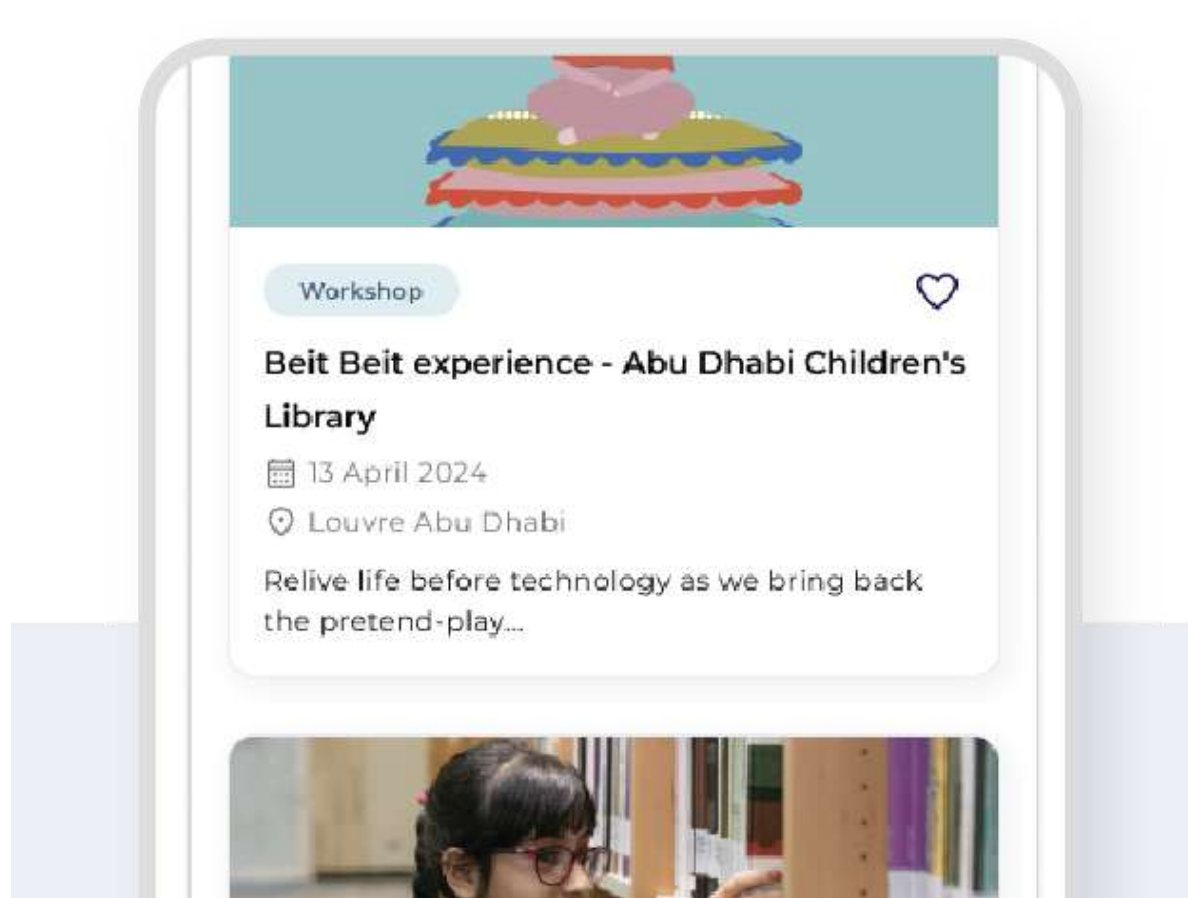 Workshop
Beit Beit experience - Abu Dhabi Children's
Library
13 April 2024
Louvre Abu Dhabi
Relive life before technology as we bring back
the pretend-play...